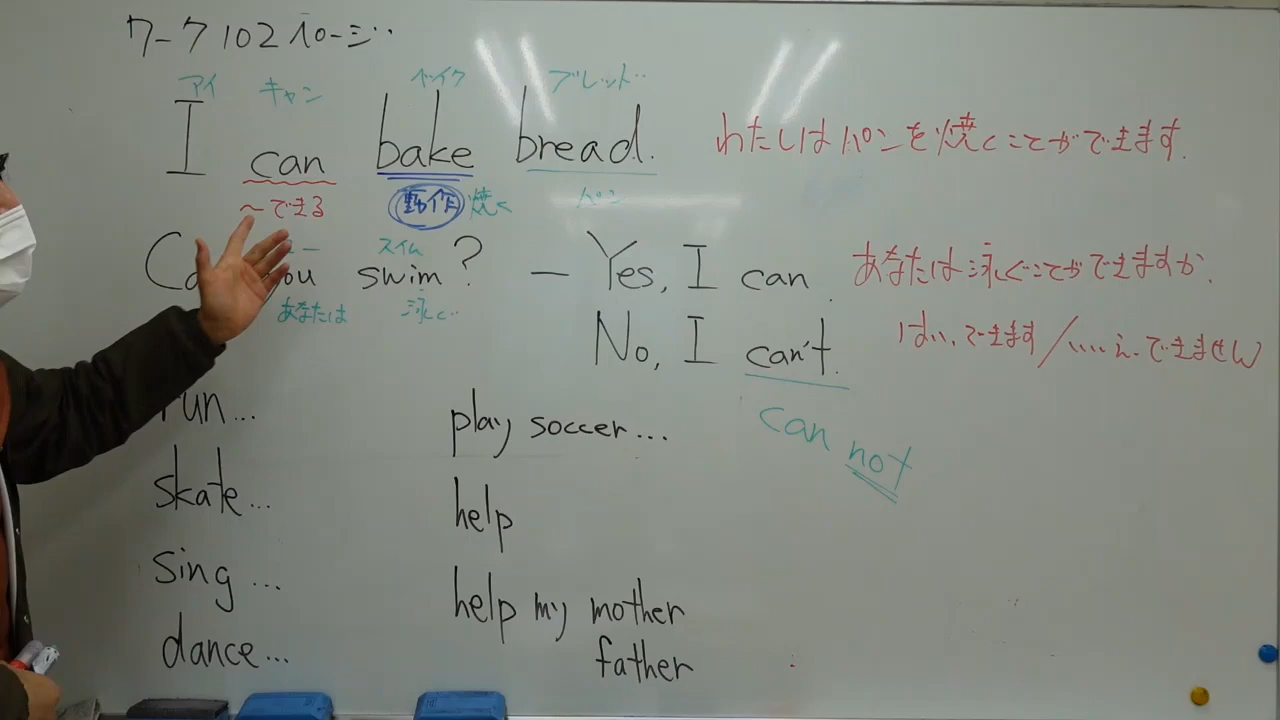 ワーク102ページ
アイ キャン ベイク ブレッド
I can bake bread. わたしはパンを焼くことができます.
〜できる 動作 焼く パン
スイム
you swim? — Yes, I can. あなたは泳ぐことができますか.
あなたは 泳ぐ
No, I can't. はい,できます/いいえ.できません
can not
run... play soccer...
skate... help
sing... help my mother
dance... father